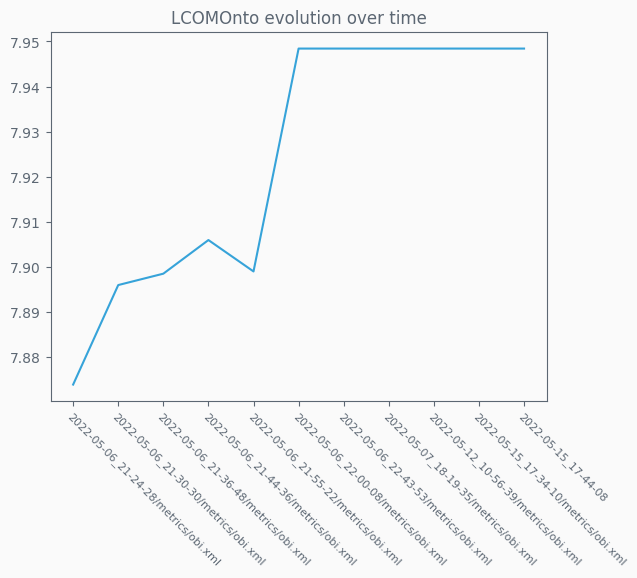 LCOMOnto evolution over time
7.95
7.94
7.93
7.92
7.91
7.90
7.89
7.88
2022-05-06_21-24-28/metrics/obi.xml
2022-05-06_21-30-30/metrics/obi.xml
2022-05-06_21-36-48/metrics/obi.xml
2022-05-06_21-44-36/metrics/obi.xml
2022-05-06_21-55-22/metrics/obi.xml
2022-05-06_22-00-08/metrics/obi.xml
2022-05-06_22-43-53/metrics/obi.xml
2022-05-07_18-19-35/metrics/obi.xml
2022-05-12_10-56-39/metrics/obi.xml
2022-05-15_17-34-10/metrics/obi.xml
2022-05-15_17-44-08